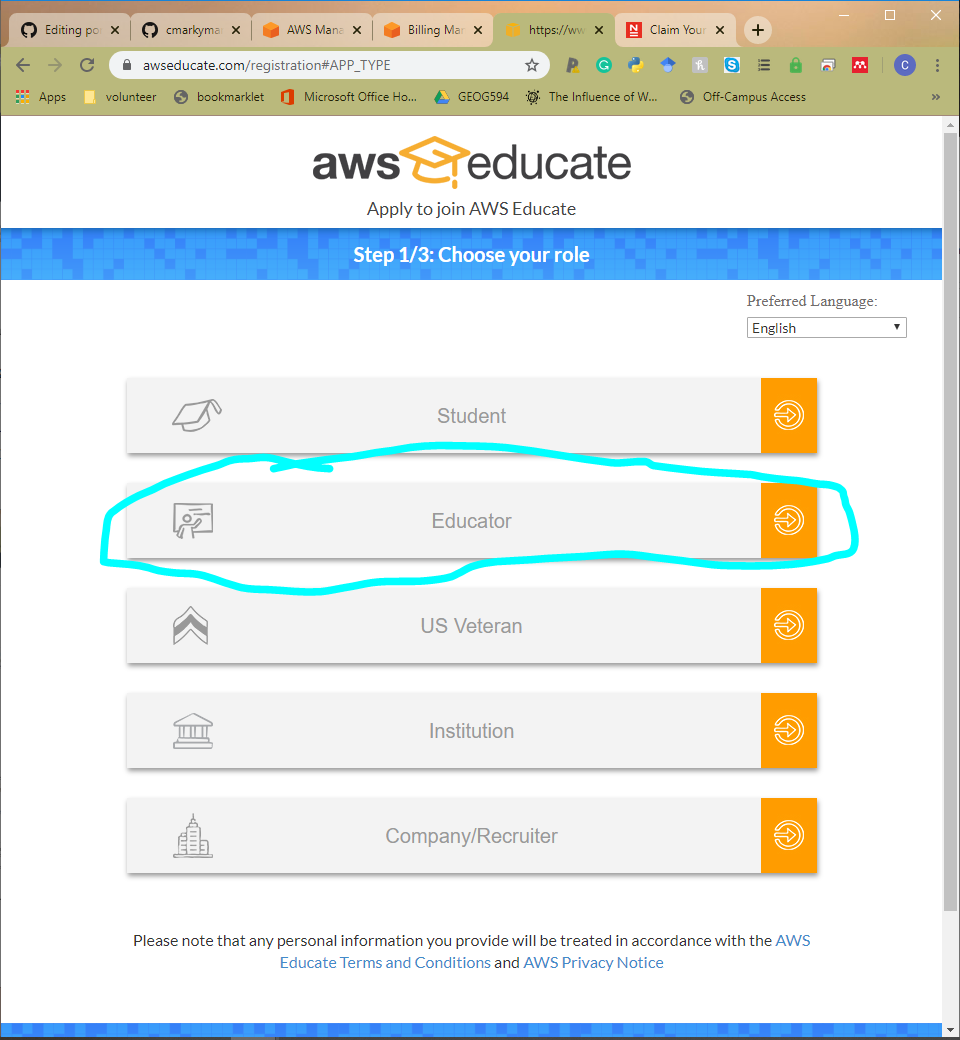 Editing po
cmarkyma
AWS Mana
Billing Ma
https://ww
Claim Your
awseducate.com/registration#APP_TYPE
C
Apps
volunteer
bookmarklet
Microsoft Office Ho...
GEOG594
The Influence of W...
Off-Campus Access
»
aws educate
Apply to join AWS Educate
Step 1/3: Choose your role
Preferred Language:
English
Student
Educator
US Veteran
Institution
Company/Recruiter
Please note that any personal information you provide will be treated in accordance with the AWS
Educate Terms and Conditions and AWS Privacy Notice